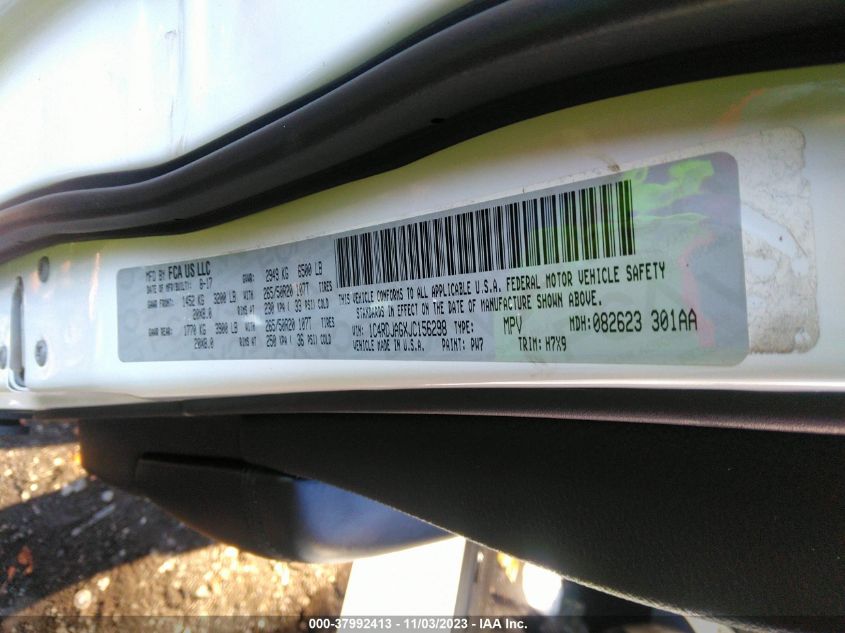 MFD BY FCA US LLC GVWR: 2949 KG 6500 LB
DATE OF MFR/BUILT: 8-17
GAWR FRONT: 1452 KG 3200 LB WITH 265/50R20 107T TIRES
20X8.0 RIMS AT 230 KPA ( 33 PSI) COLD
GAWR REAR: 1770 KG 3900 LB WITH 265/50R20 107T TIRES
20X8.0 RIMS AT 250 KPA ( 36 PSI) COLD
THIS VEHICLE CONFORMS TO ALL APPLICABLE U.S.A. FEDERAL MOTOR VEHICLE SAFETY
STANDARDS IN EFFECT ON THE DATE OF MANUFACTURE SHOWN ABOVE.
VIN: 1C4RDJAGXJC156298 TYPE: MPV MDH: 082623 301AA
VEHICLE MADE IN U.S.A. PAINT: PW7 TRIM: H7X9
000-37992413 - 11/03/2023 - IAA Inc.